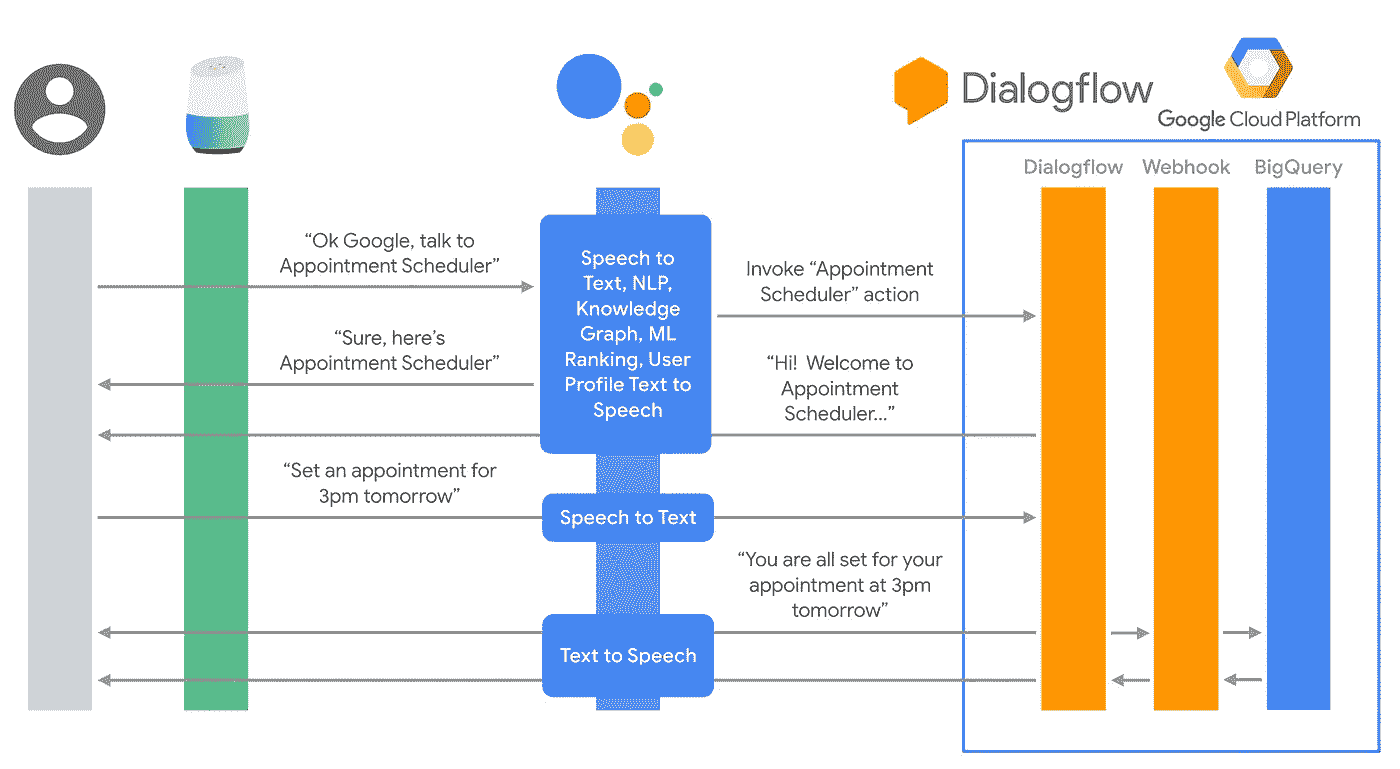 Dialogflow
Google Cloud Platform
Dialogflow
Webhook
BigQuery
“Ok Google, talk to
Appointment Scheduler”
Speech to
Text, NLP,
Knowledge
Graph, ML
Ranking, User
Profile Text to
Speech
Invoke “Appointment
Scheduler” action
“Sure, here’s
Appointment Scheduler”
“Hi!  Welcome to
Appointment
Scheduler...”
“Set an appointment for
3pm tomorrow”
Speech to Text
“You are all set for your
appointment at 3pm
tomorrow”
Text to Speech